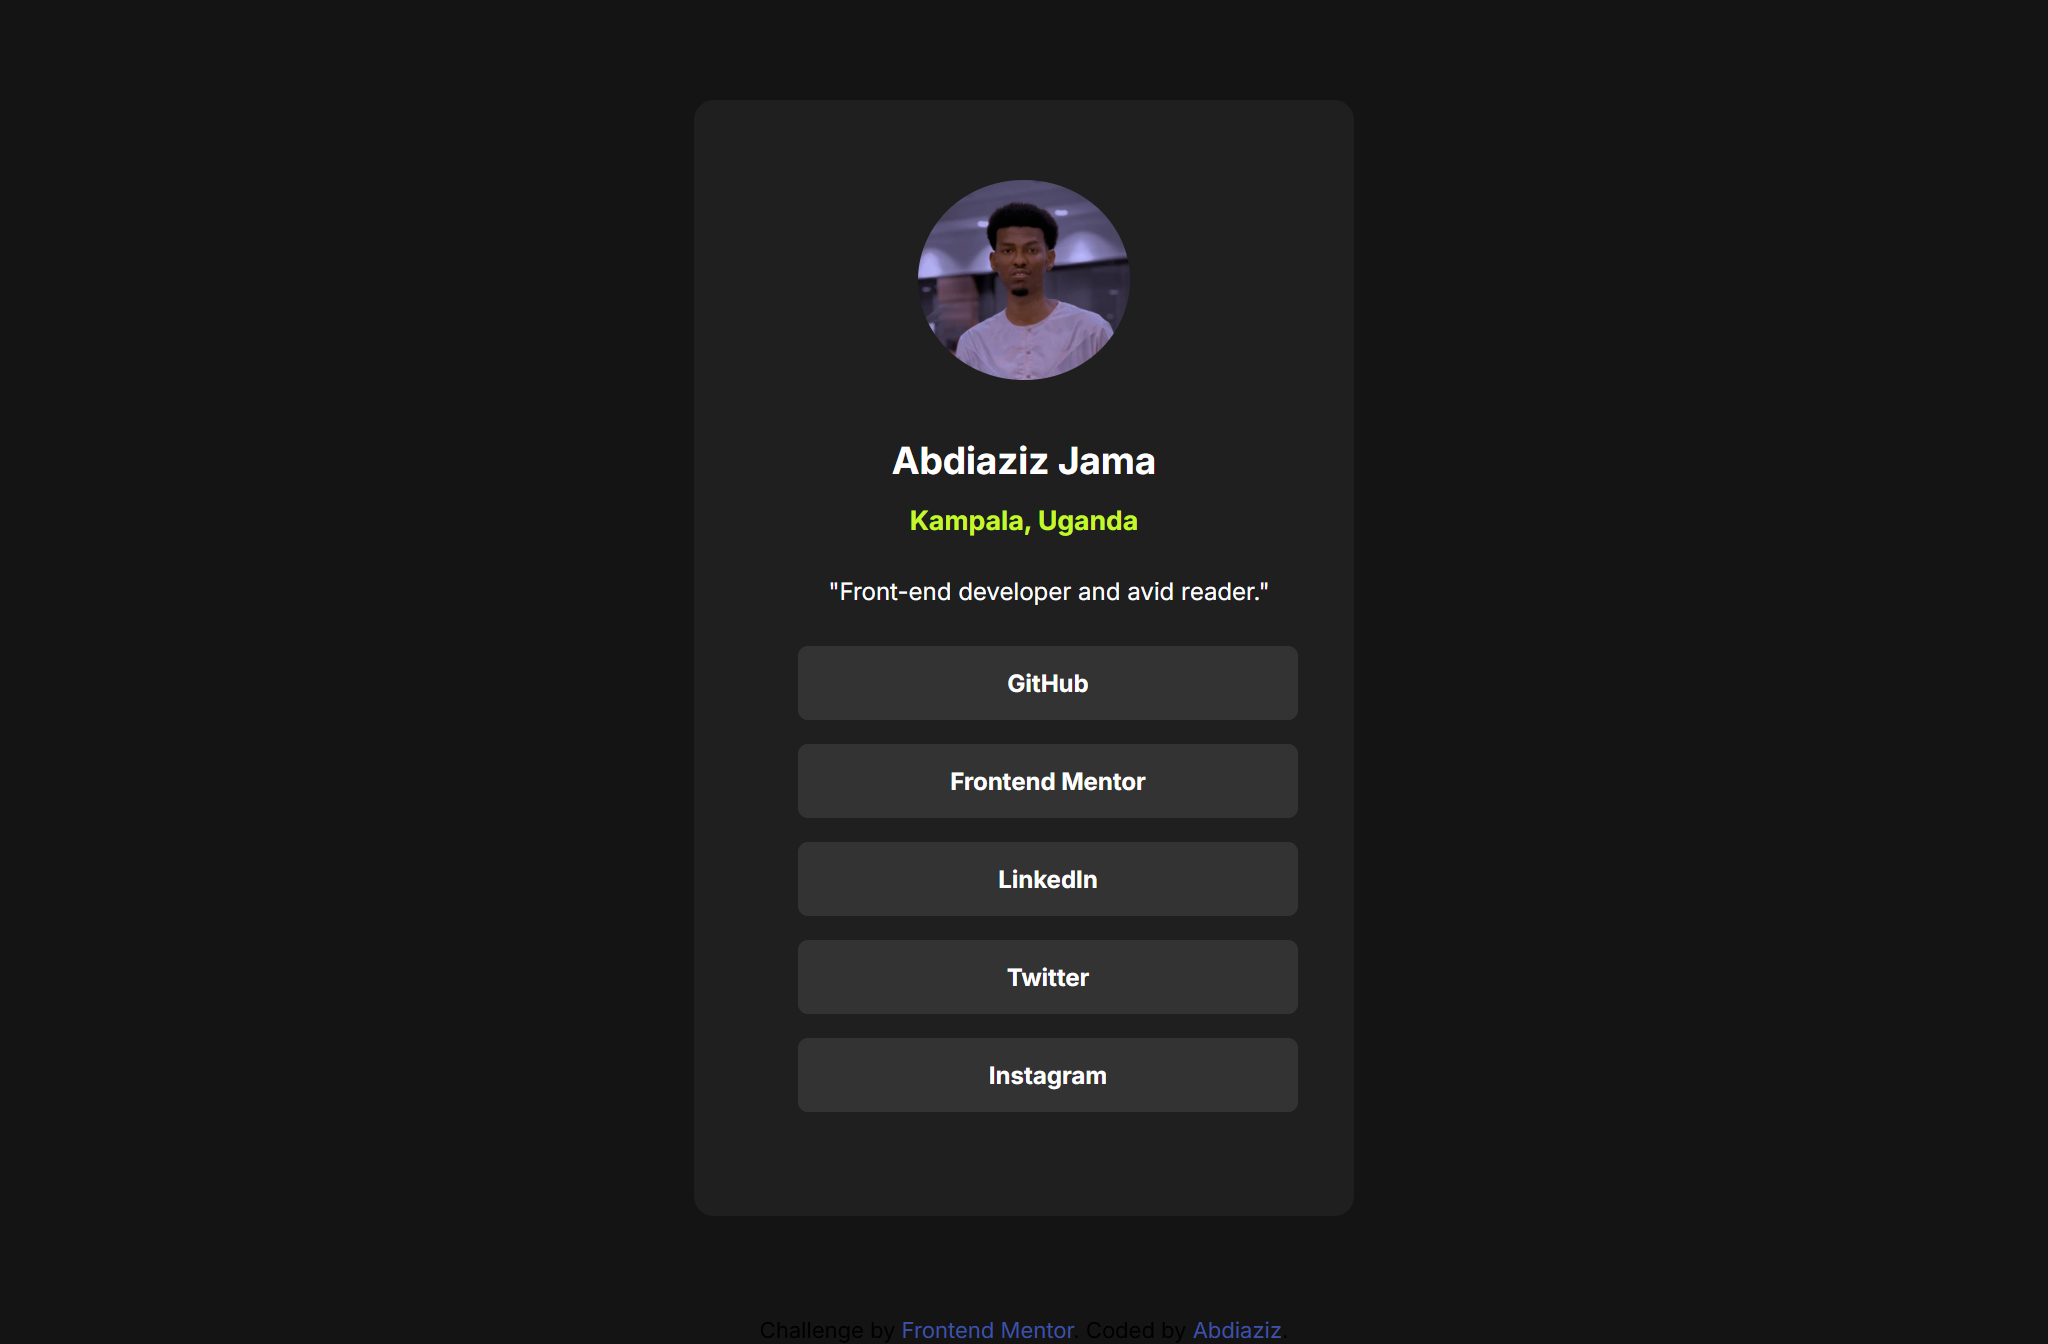 Abdiaziz Jama
Kampala, Uganda
"Front-end developer and avid reader."
GitHub
Frontend Mentor
LinkedIn
Twitter
Instagram
Challenge by Frontend Mentor. Coded by Abdiaziz.